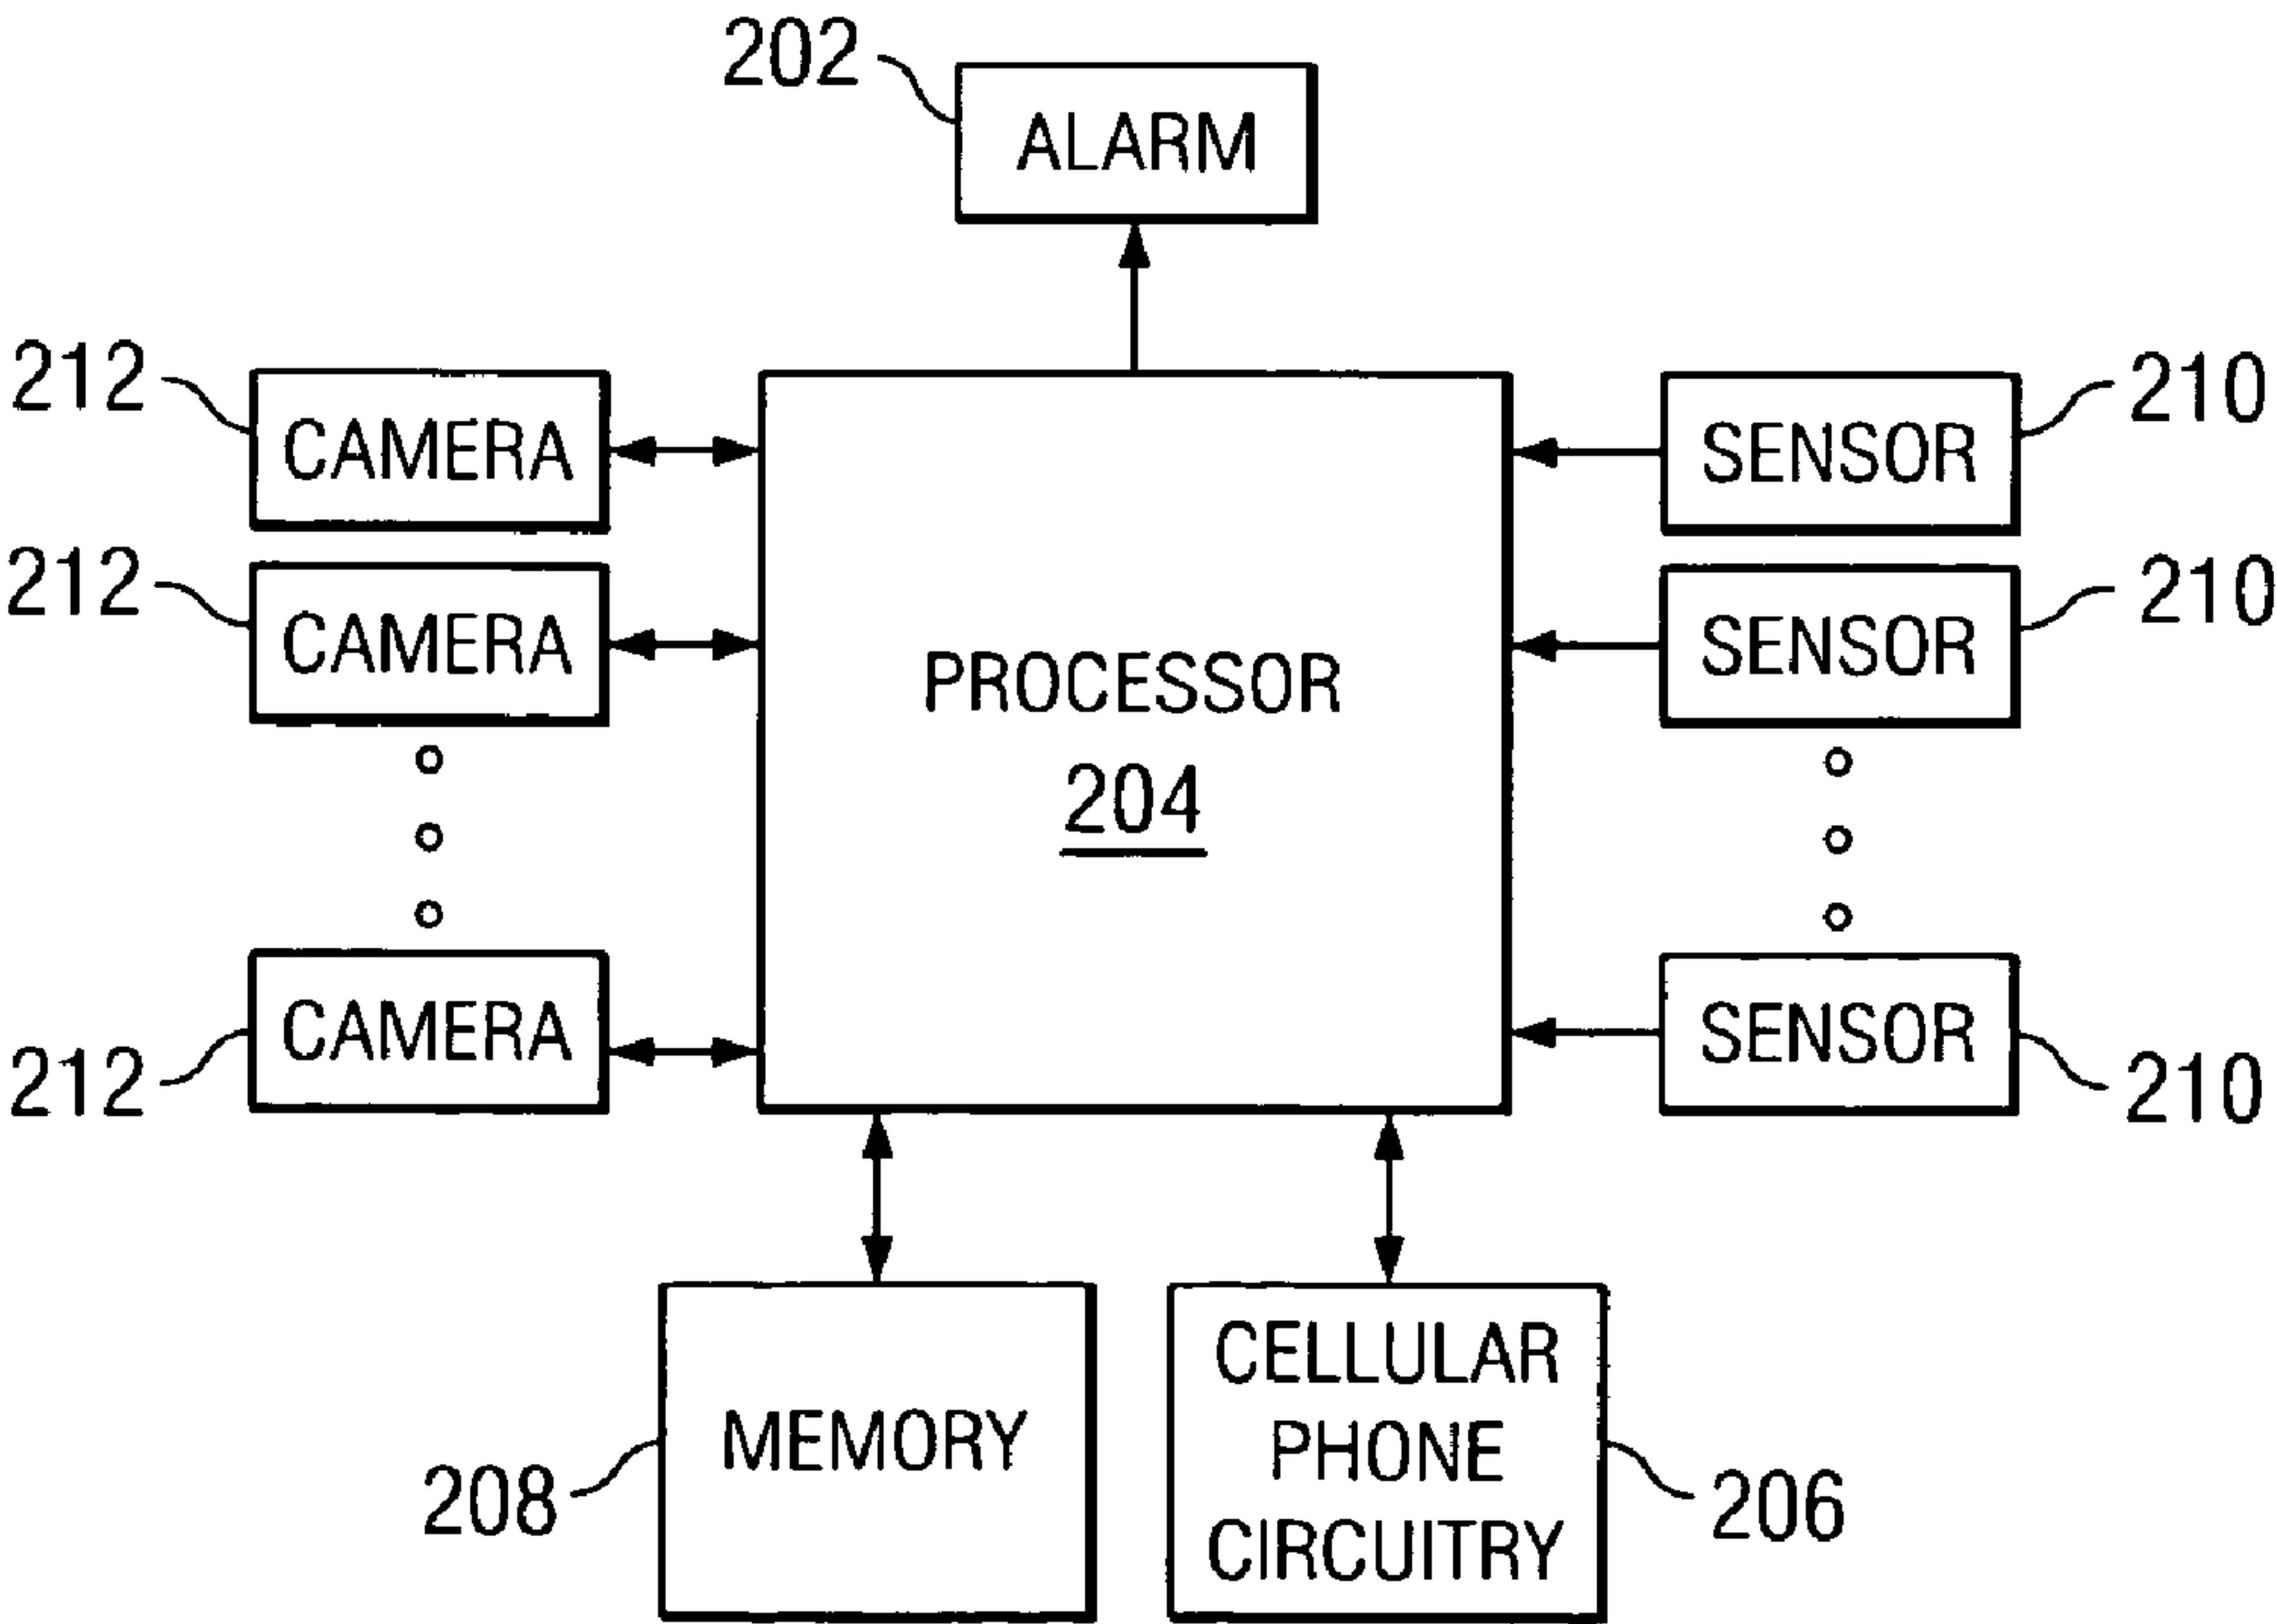 202
ALARM
212
CAMERA
SENSOR
210
212
CAMERA
SENSOR
210
PROCESSOR
204
CAMERA
212
SENSOR
210
MEMORY
208
CELLULAR
PHONE
CIRCUITRY
206